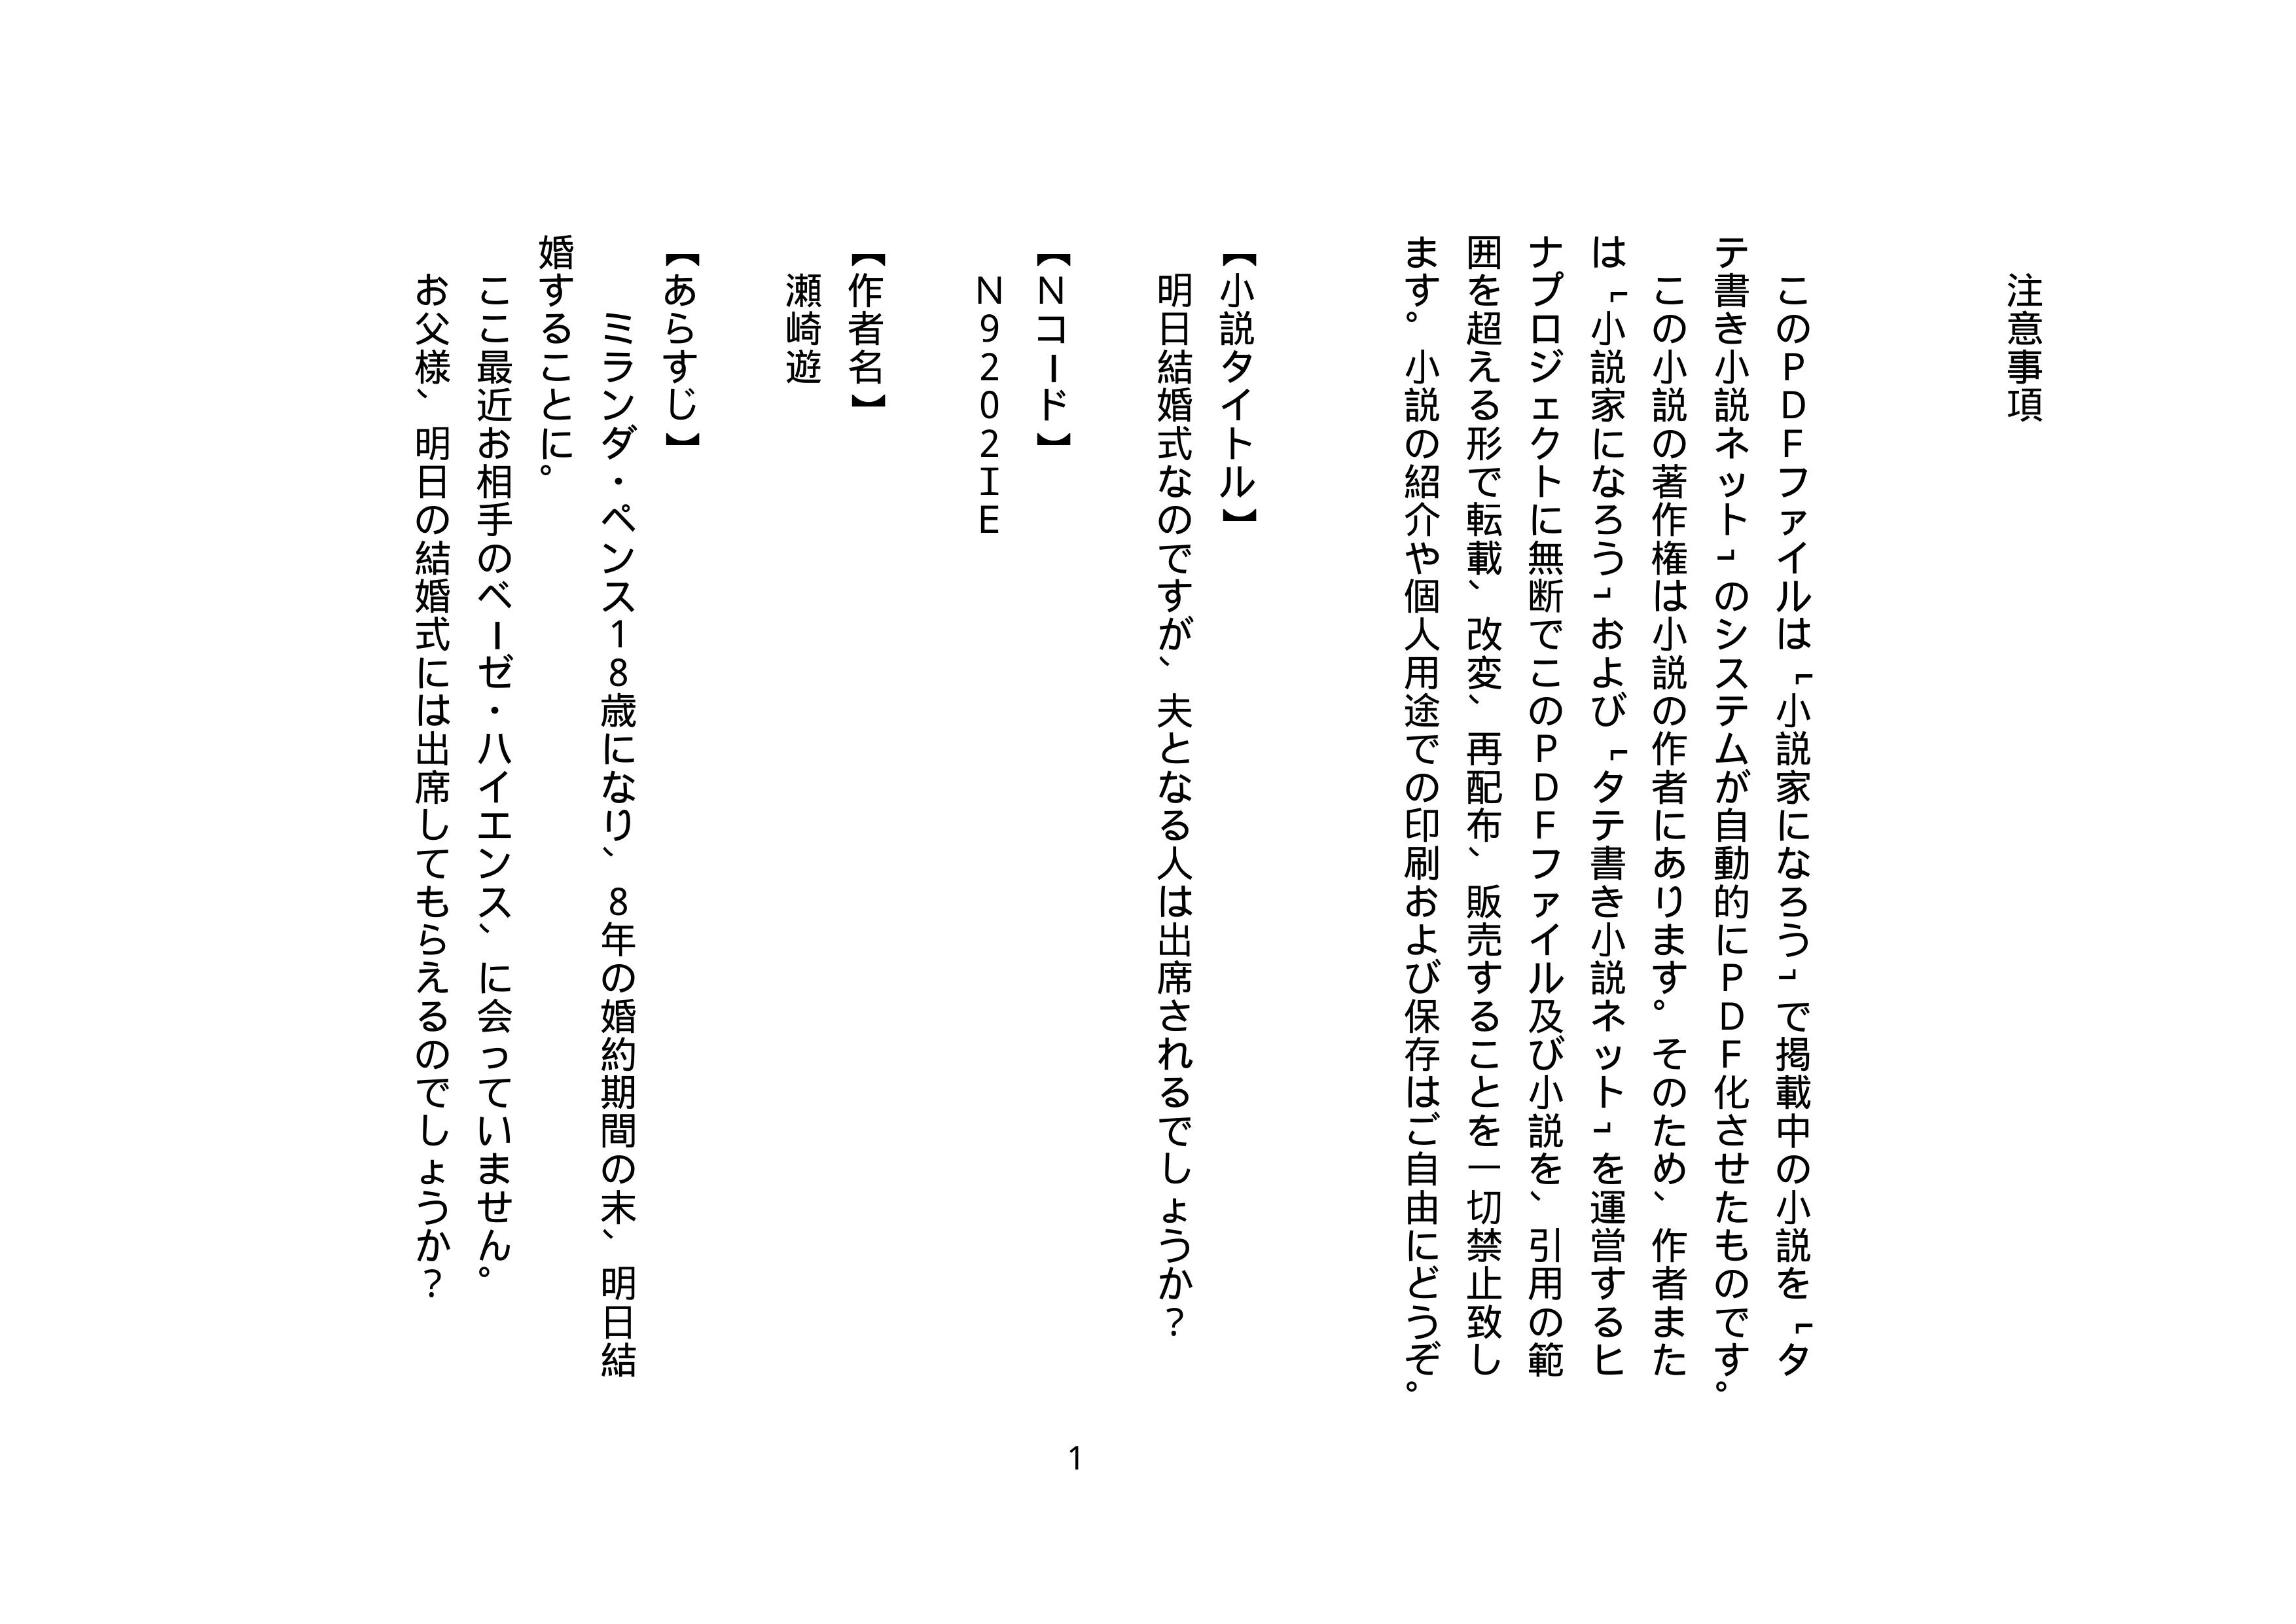 注意事項
このＰＤＦファイルは「小説家になろう」で掲載中の小説を「タ
テ書き小説ネット」のシステムが自動的にＰＤＦ化させたものです。
この小説の著作権は小説の作者にあります。そのため、作者また
は「小説家になろう」および「タテ書き小説ネット」を運営するヒ
ナプロジェクトに無断でこのＰＤＦファイル及び小説を、引用の範
囲を超える形で転載、改変、再配布、販売することを一切禁止致し
ます。小説の紹介や個人用途での印刷および保存はご自由にどうぞ。
【小説タイトル】
明日結婚式なのですが、夫となる人は出席されるでしょうか？
【Ｎコード】
Ｎ９２０２ＩＥ
【作者名】
瀬崎遊
【あらすじ】
ミランダ・ペンス１８歳になり、８年の婚約期間の末、明日結
婚することに。
ここ最近お相手のベーゼ・ハイエンス、に会っていません。
お父様、明日の結婚式には出席してもらえるのでしょうか？
1